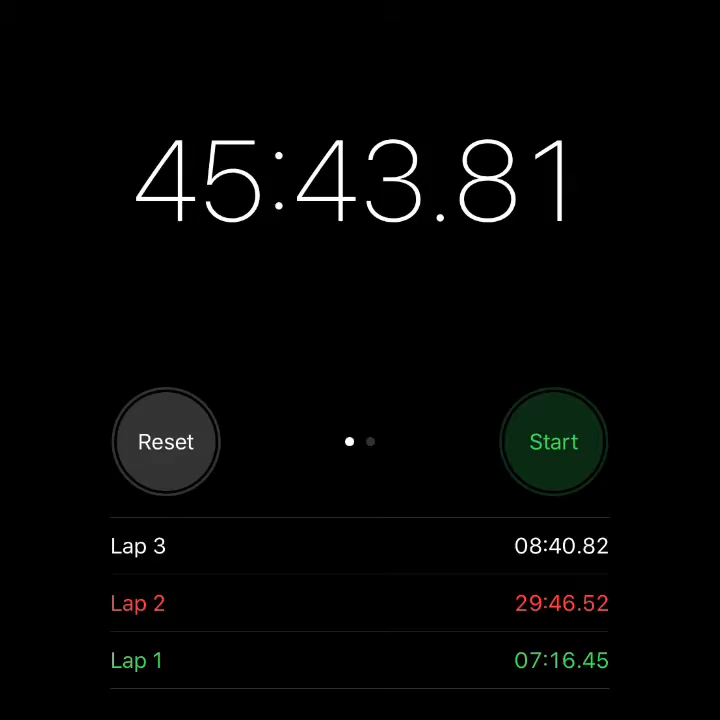 45:43.81
Reset Start
Lap 3 08:40.82
Lap 2 29:46.52
Lap 1 07:16.45